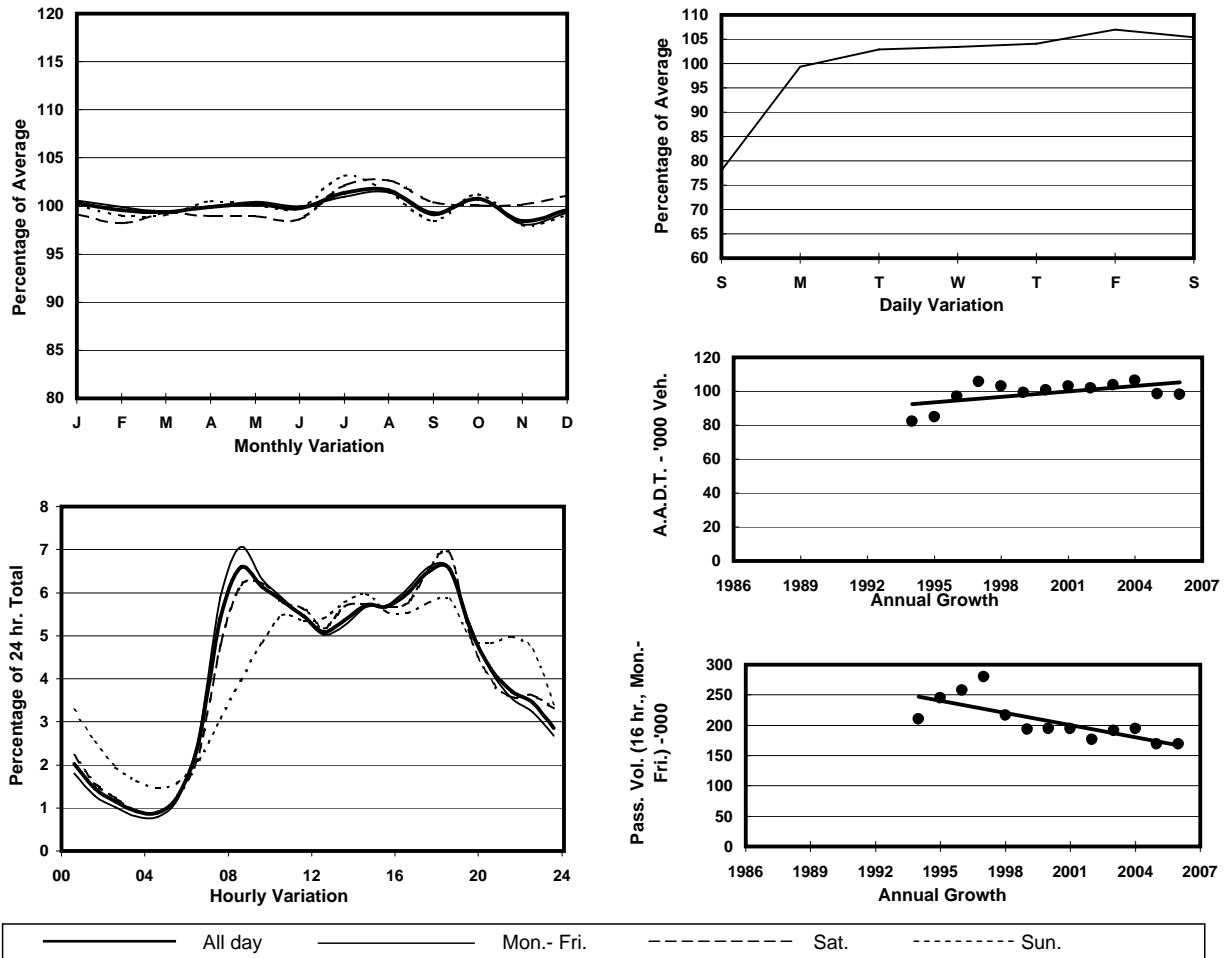 120
115
110
105
100
95
90
85
80
Percentage of Average
J F M A M J J A S O N D
Monthly Variation
110
105
100
95
90
85
80
75
70
65
60
Percentage of Average
S M T W T F S
Daily Variation
120
100
80
60
40
20
0
A.A.D.T. - '000 Veh.
1986 1989 1992 1995 1998 2001 2004 2007
Annual Growth
8
7
6
5
4
3
2
1
0
Percentage of 24 hr. Total
00 04 08 12 16 20 24
Hourly Variation
300
250
200
150
100
50
0
Pass. Vol. (16 hr., Mon.-
Fri.) -'000
1986 1989 1992 1995 1998 2001 2004 2007
Annual Growth
All day Mon.- Fri. Sat. Sun.